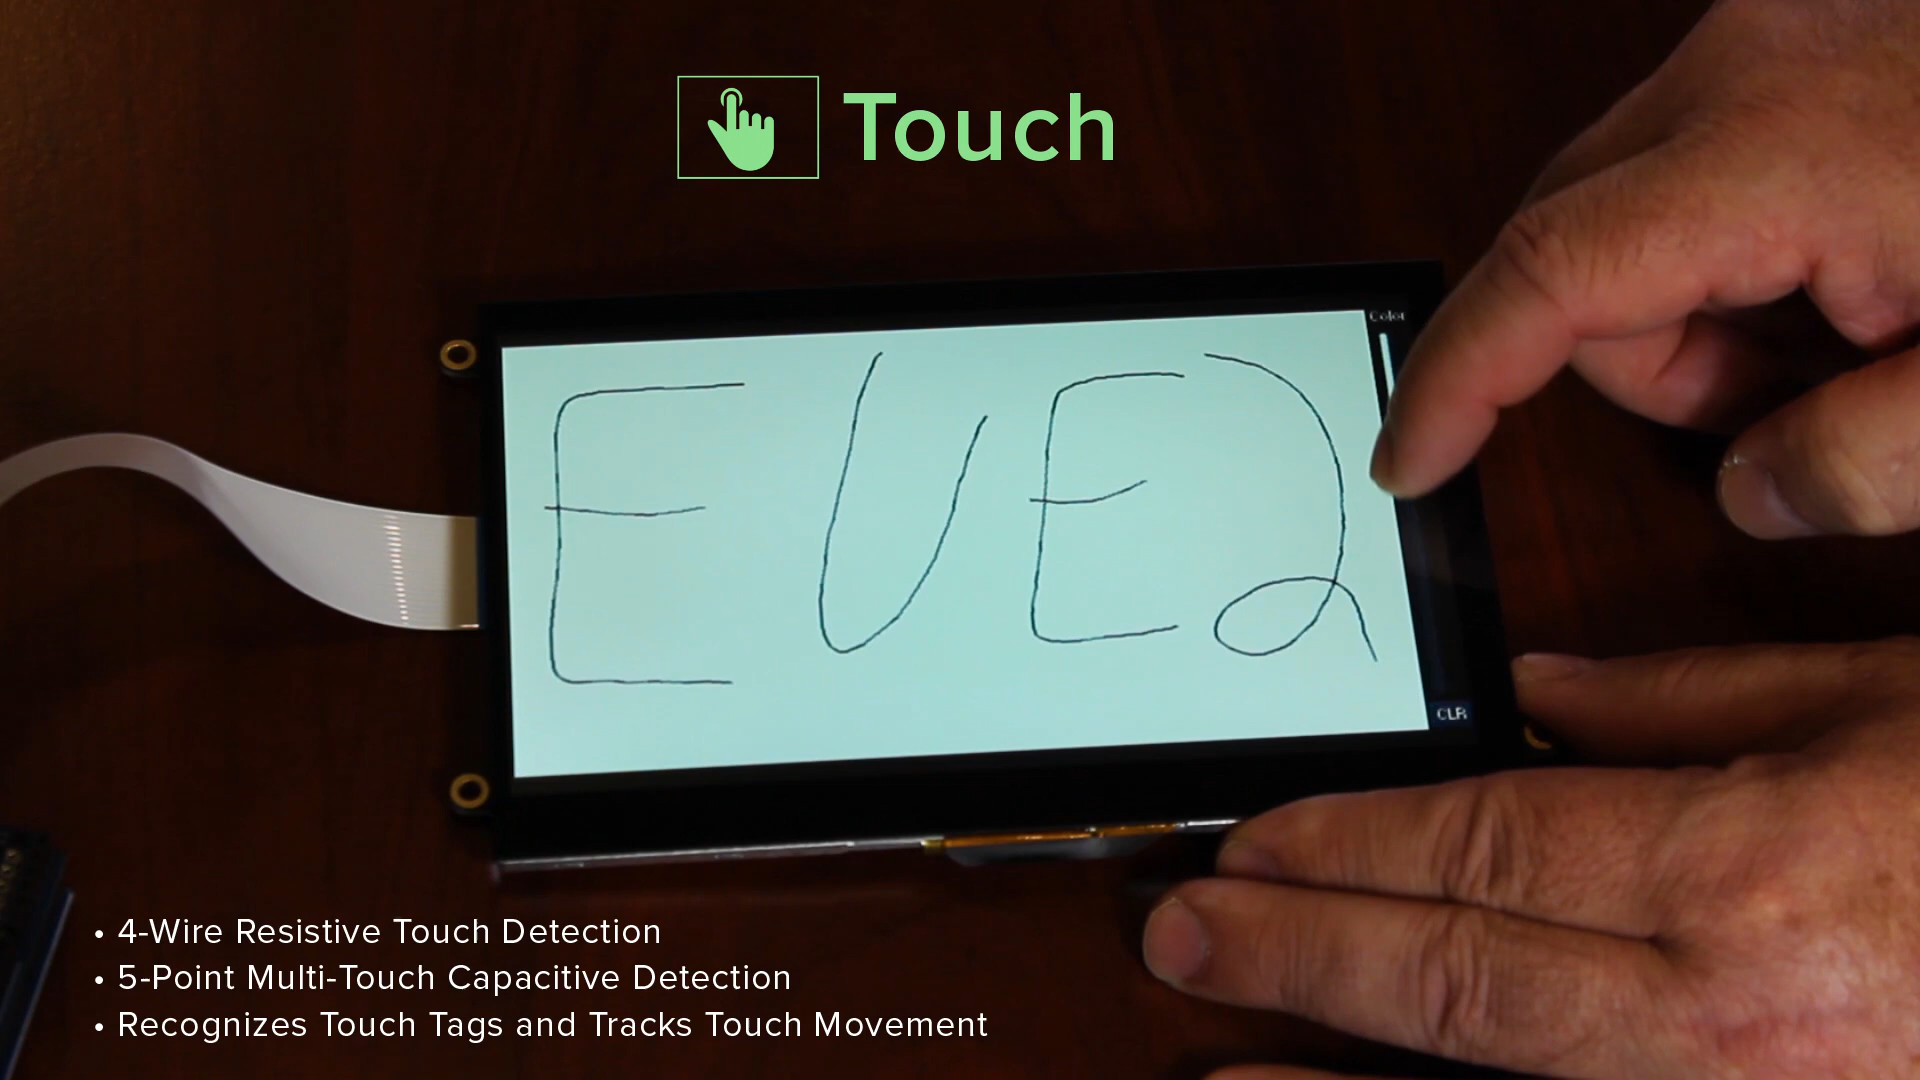 Touch
Color
EVE2
CLR
• 4-Wire Resistive Touch Detection
• 5-Point Multi-Touch Capacitive Detection
• Recognizes Touch Tags and Tracks Touch Movement